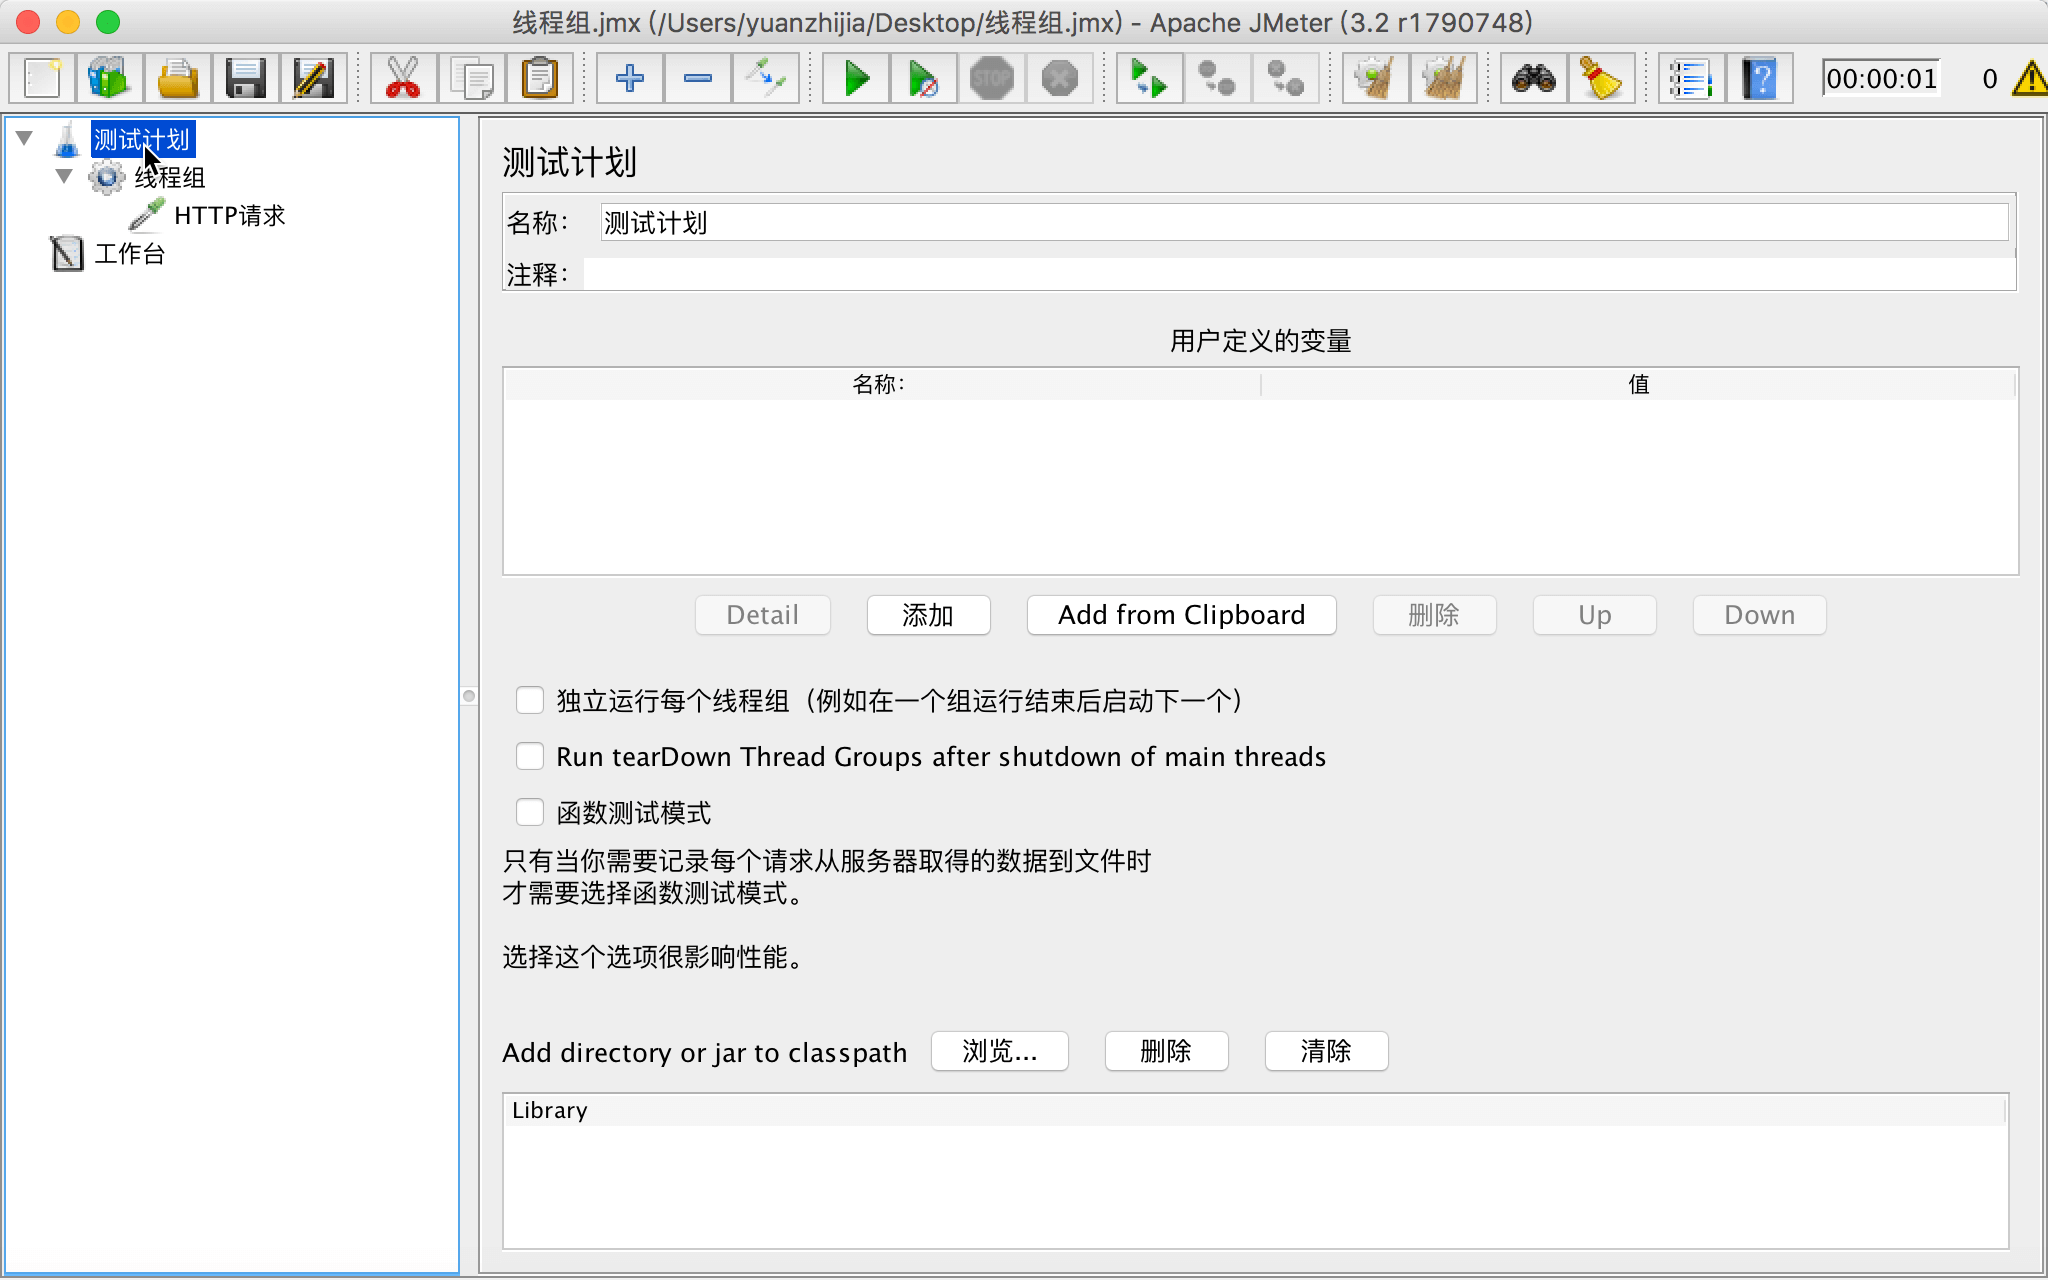 线程组.jmx (/Users/yuanzhijia/Desktop/线程组.jmx) - Apache JMeter (3.2 r1790748)
STOP
00:00:01 0
测试计划
线程组
HTTP请求
工作台
测试计划
名称： 测试计划
注释：
用户定义的变量
名称： 值
Detail 添加 Add from Clipboard 删除 Up Down
独立运行每个线程组（例如在一个组运行结束后启动下一个）
Run tearDown Thread Groups after shutdown of main threads
函数测试模式
只有当你需要记录每个请求从服务器取得的数据到文件时
才需要选择函数测试模式。
选择这个选项很影响性能。
Add directory or jar to classpath 浏览... 删除 清除
Library